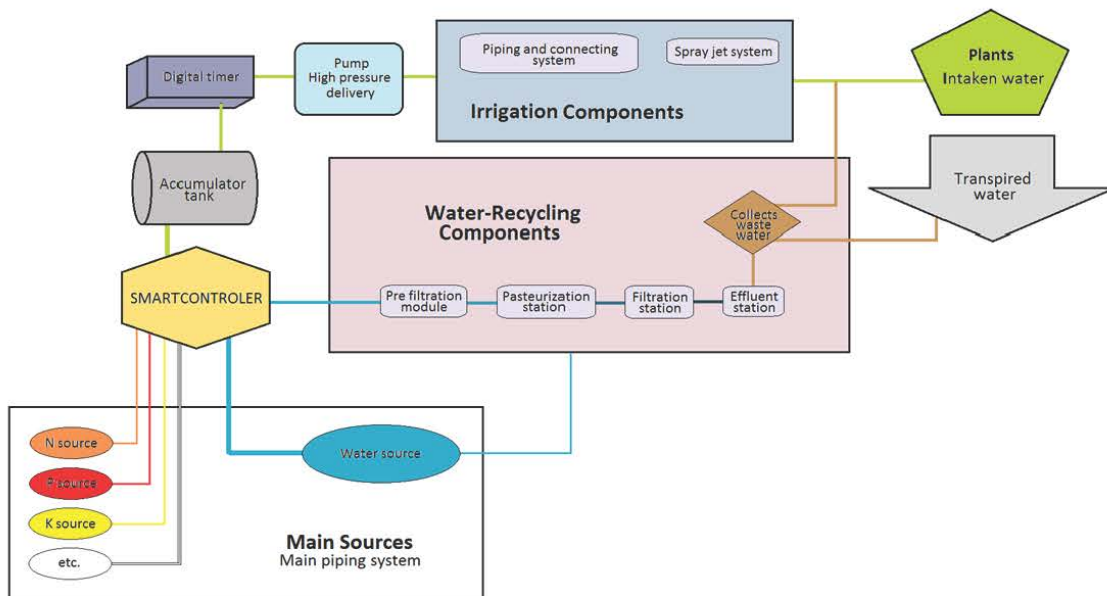 Digital timer
Pump
High pressure
delivery
Piping and connecting
system
Spray jet system
Irrigation Components
Plants
Intaken water
Accumulator
tank
Transpired
water
Water-Recycling
Components
Collects
waste
water
SMARTCONTROLER
Pre filtration
module
Pasteurization
station
Filtration
station
Effluent
station
N source
P source
K source
etc.
Water source
Main Sources
Main piping system